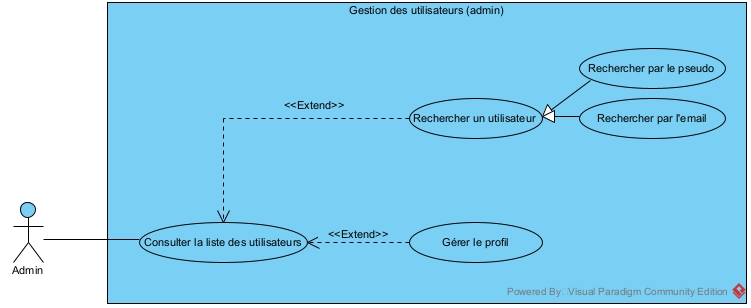 Gestion des utilisateurs (admin)
Rechercher par le pseudo
<<Extend>>
Rechercher un utilisateur
Rechercher par l'email
Consulter la liste des utilisateurs
<<Extend>>
Gérer le profil
Admin
Powered By Visual Paradigm Community Edition